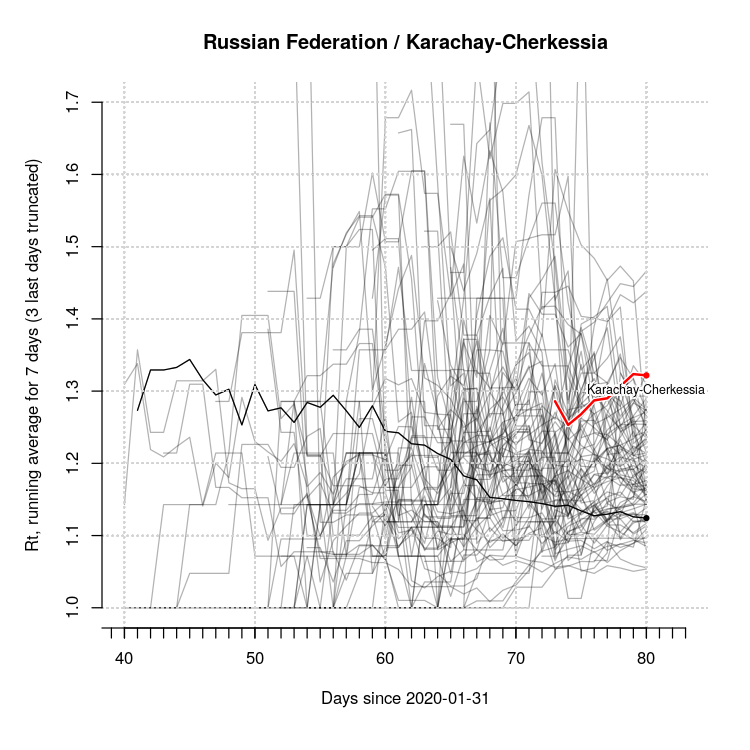 Russian Federation / Karachay-Cherkessia
Rt, running average for 7 days (3 last days truncated)
1.7
1.6
1.5
1.4
1.3
1.2
1.1
1.0
Karachay-Cherkessia
40 50 60 70 80
Days since 2020-01-31